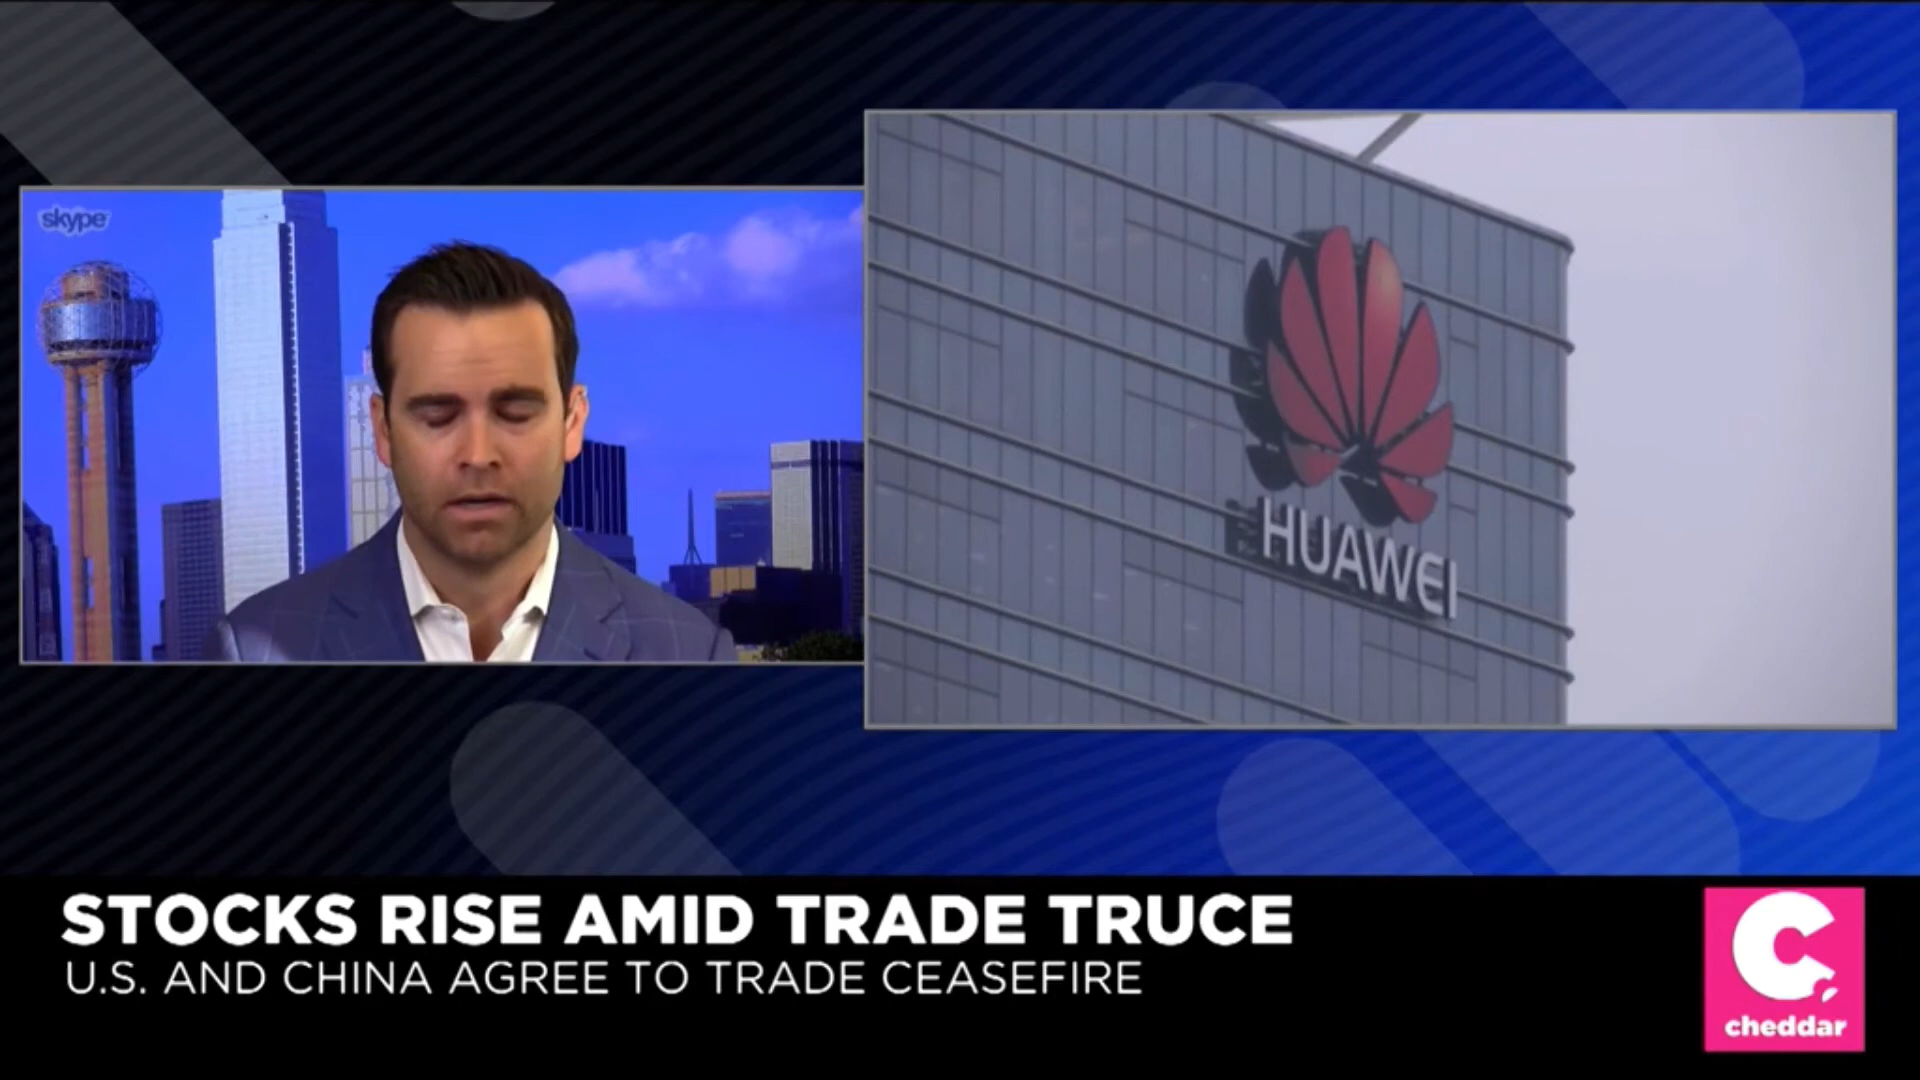 skype
HUAWEI
STOCKS RISE AMID TRADE TRUCE
U.S. AND CHINA AGREE TO TRADE CEASEFIRE
cheddar